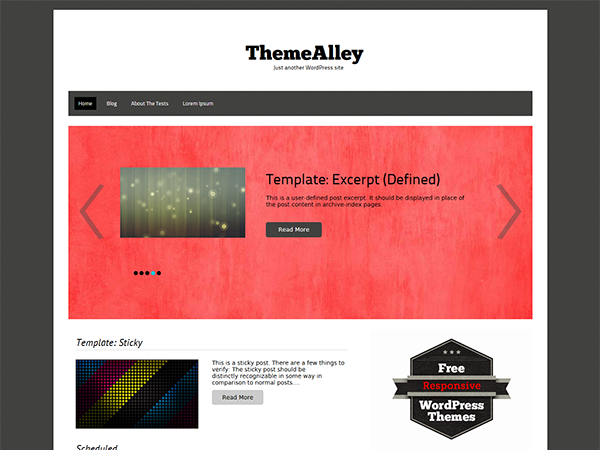 ThemeAlley
Just another WordPress site
Home Blog About The Tests Lorem Ipsum
Template: Excerpt (Defined)
This is a user-defined post excerpt. It should be displayed in place of
the post content in archive-index pages.
Read More
Template: Sticky
This is a sticky post. There are a few things to
verify: The sticky post should be
distinctly recognizable in some way in
comparison to normal posts....
Read More
Scheduled
Free
Responsive
WordPress
Themes